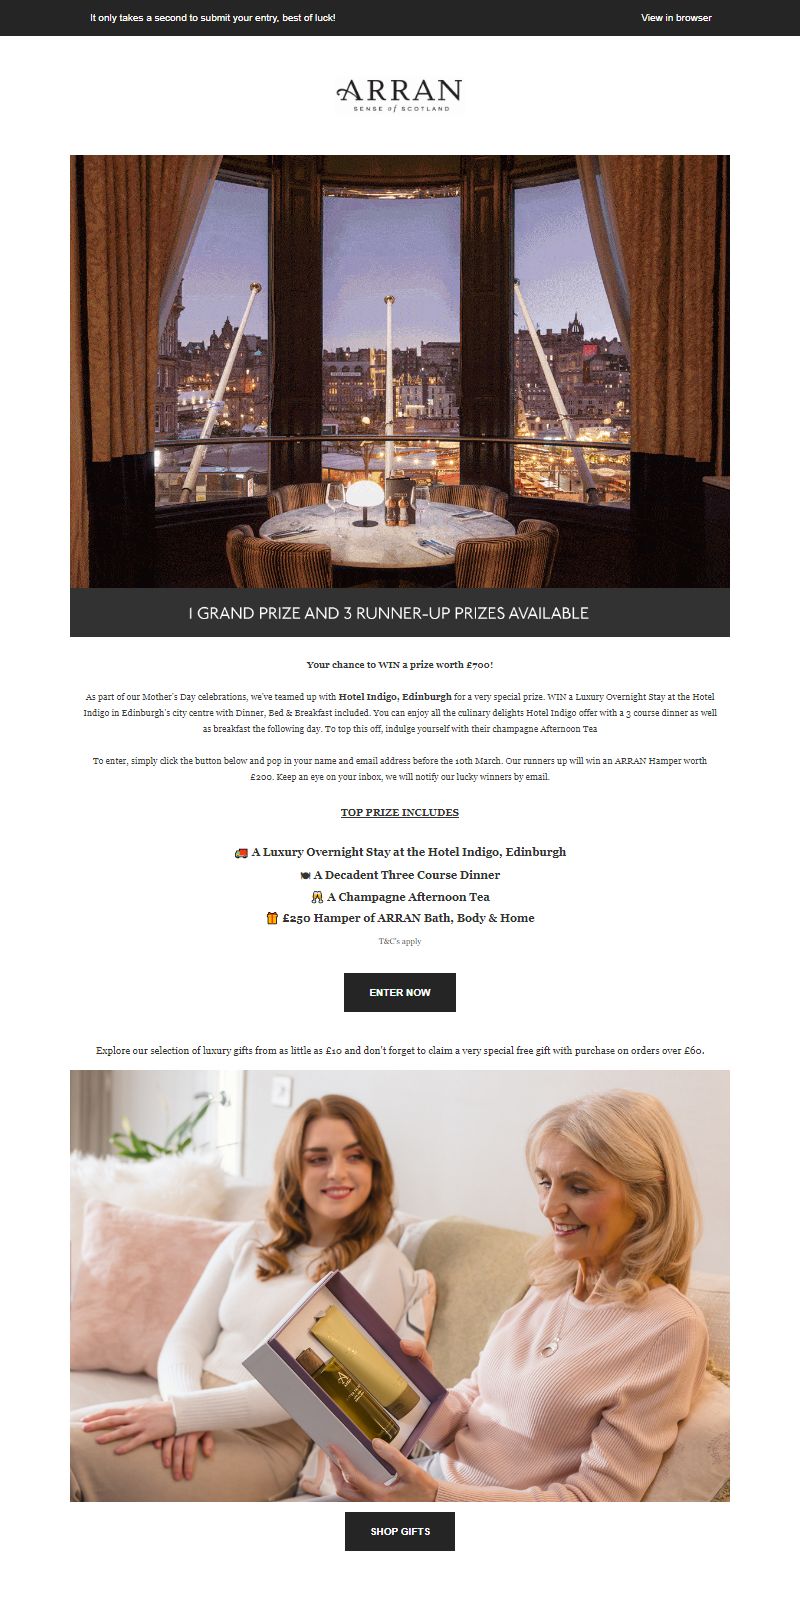 It only takes a second to submit your entry, best of luck!
View in browser
ARRAN
SENSE of SCOTLAND
1 GRAND PRIZE AND 3 RUNNER-UP PRIZES AVAILABLE
Your chance to WIN a prize worth £700!
As part of our Mother's Day celebrations, we've teamed up with Hotel Indigo, Edinburgh for a very special prize. WIN a Luxury Overnight Stay at the Hotel
Indigo in Edinburgh's city centre with Dinner, Bed & Breakfast included. You can enjoy all the culinary delights Hotel Indigo offer with a 3 course dinner as well
as breakfast the following day. To top this off, indulge yourself with their champagne Afternoon Tea
To enter, simply click the button below and pop in your name and email address before the 10th March. Our runners up will win an ARRAN Hamper worth
£200. Keep an eye on your inbox, we will notify our lucky winners by email.
TOP PRIZE INCLUDES
A Luxury Overnight Stay at the Hotel Indigo, Edinburgh
🍽 A Decadent Three Course Dinner
🥂 A Champagne Afternoon Tea
🎁 £250 Hamper of ARRAN Bath, Body & Home
T&C's apply
ENTER NOW
Explore our selection of luxury gifts from as little as £10 and don't forget to claim a very special free gift with purchase on orders over £60.
SHOP GIFTS